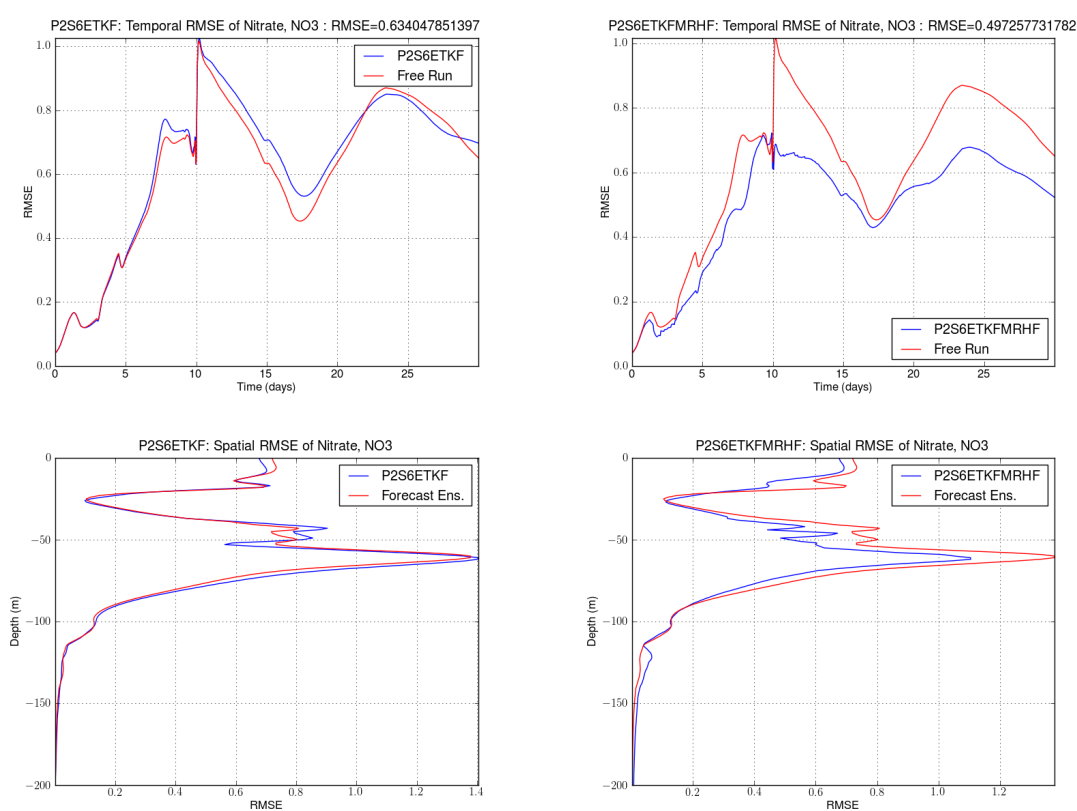 P2S6ETKF: Temporal RMSE of Nitrate, NO3 : RMSE=0.634047851397
1.0
0.8
0.6
0.4
0.2
0.0
RMSE
P2S6ETKF
Free Run
0
5
10
15
20
25
Time (days)
P2S6ETKFMRHF: Temporal RMSE of Nitrate, NO3 : RMSE=0.497257731782
1.0
0.8
0.6
0.4
0.2
0.0
RMSE
P2S6ETKFMRHF
Free Run
0
5
10
15
20
25
Time (days)
P2S6ETKF: Spatial RMSE of Nitrate, NO3
0
−50
−100
−150
−200
Depth (m)
P2S6ETKF
Forecast Ens.
0.2
0.4
0.6
0.8
1.0
1.2
1.4
RMSE
P2S6ETKFMRHF: Spatial RMSE of Nitrate, NO3
0
−50
−100
−150
−200
Depth (m)
P2S6ETKFMRHF
Forecast Ens.
0.2
0.4
0.6
0.8
1.0
1.2
RMSE